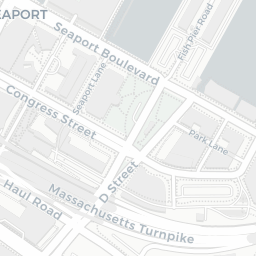 EAPORT
Seaport Boulevard
Fish Pier Road
Seaport Lane
Congress Street
Park Lane
D Street
Massachusetts Turnpike
Haul Road